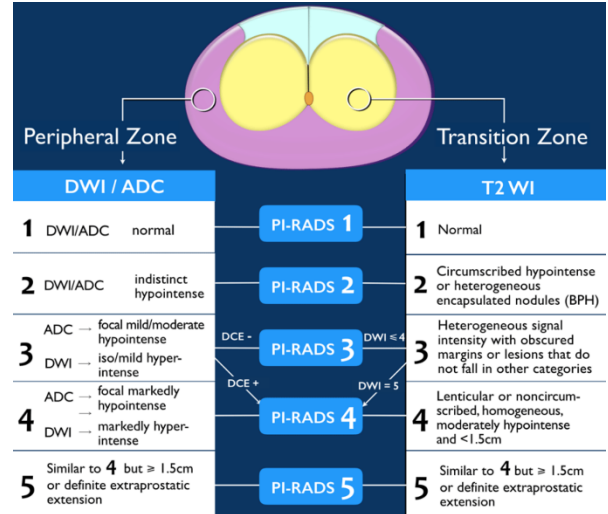 Peripheral Zone
Transition Zone
DWI / ADC
T2 WI
1 DWI/ADC normal
PI-RADS 1
1 Normal
2 DWI/ADC indistinct
hypointense
PI-RADS 2
2 Circumscribed hypointense
or heterogeneous
encapsulated nodules (BPH)
3 ADC → focal mild/moderate
hypointense
DWI → iso/mild hyper-
intense
DCE -
DCE +
PI-RADS 3
DWI ⩽ 4
DWI = 5
3 Heterogeneous signal
intensity with obscured
margins or lesions that do
not fall in other categories
4 ADC → focal markedly
→ hypointense
DWI → markedly hyper-
intense
PI-RADS 4
4 Lenticular or noncircum-
scribed, homogeneous,
moderately hypointense
and <1.5cm
5 Similar to 4 but ⩾ 1.5cm
or definite extraprostatic
extension
PI-RADS 5
5 Similar to 4 but ⩾ 1.5cm
or definite extraprostatic
extension